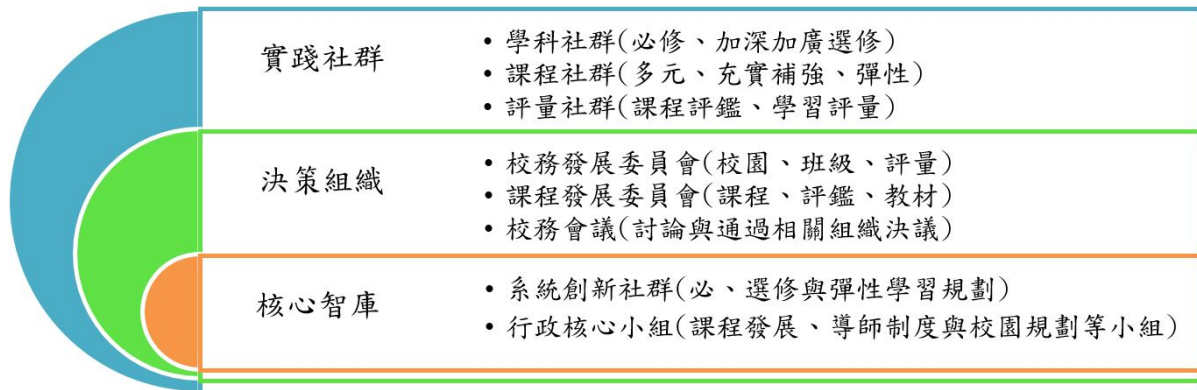 實踐社群
• 學科社群(必修、加深加廣選修)
• 課程社群(多元、充實補強、彈性)
• 評量社群(課程評鑑、學習評量)
決策組織
• 校務發展委員會(校園、班級、評量)
• 課程發展委員會(課程、評鑑、教材)
• 校務會議(討論與通過相關組織決議)
核心智庫
• 系統創新社群(必、選修與彈性學習規劃)
• 行政核心小組(課程發展、導師制度與校園規劃等小組)